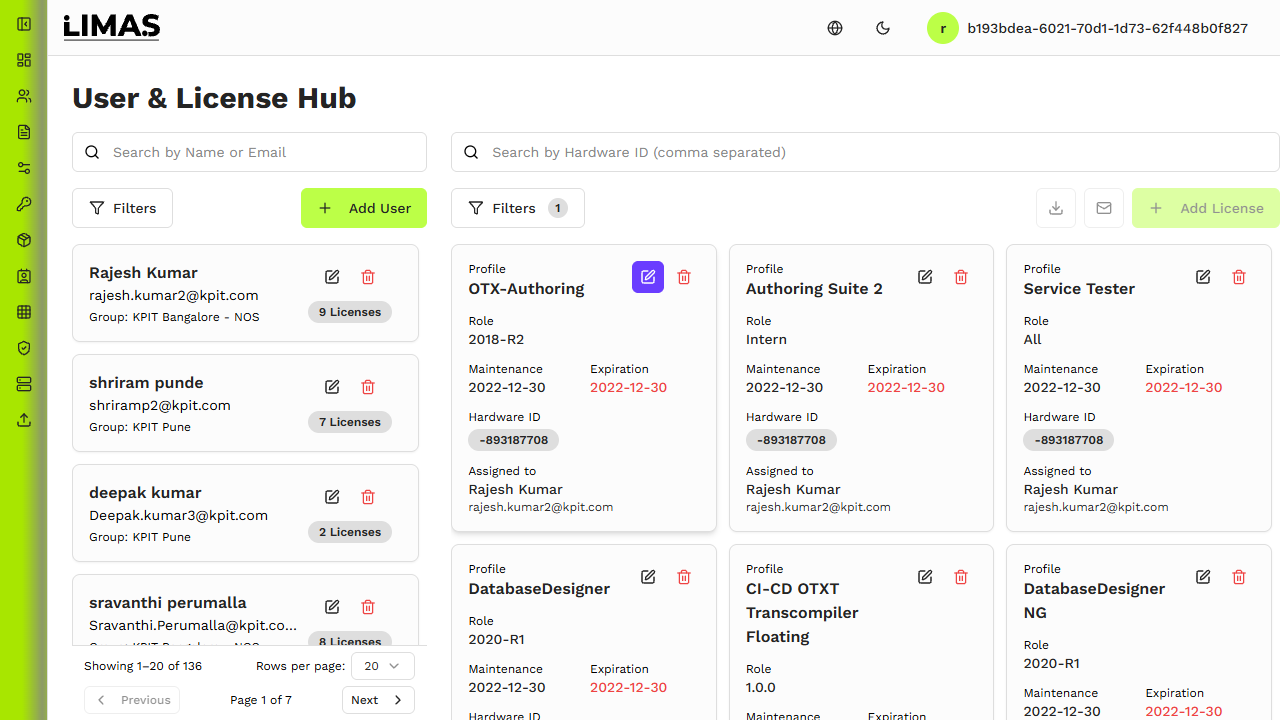 LIMAS
r
b193bdea-6021-70d1-1d73-62f448b0f827
User & License Hub
Search by Name or Email
Filters
Add User
Rajesh Kumar
rajesh.kumar2@kpit.com
Group: KPIT Bangalore - NOS
9 Licenses
shriram punde
shriramp2@kpit.com
Group: KPIT Pune
7 Licenses
deepak kumar
Deepak.kumar3@kpit.com
Group: KPIT Pune
2 Licenses
sravanthi perumalla
Sravanthi.Perumalla@kpit.co...
8 Licenses
Showing 1–20 of 136
Rows per page:
20
Previous
Page 1 of 7
Next
Search by Hardware ID (comma separated)
Filters 1
Add License
Profile
OTX-Authoring
Role
2018-R2
Maintenance Expiration
2022-12-30 2022-12-30
Hardware ID
-893187708
Assigned to
Rajesh Kumar
rajesh.kumar2@kpit.com
Profile
Authoring Suite 2
Role
Intern
Maintenance Expiration
2022-12-30 2022-12-30
Hardware ID
-893187708
Assigned to
Rajesh Kumar
rajesh.kumar2@kpit.com
Profile
Service Tester
Role
All
Maintenance Expiration
2022-12-30 2022-12-30
Hardware ID
-893187708
Assigned to
Rajesh Kumar
rajesh.kumar2@kpit.com
Profile
DatabaseDesigner
Role
2020-R1
Maintenance Expiration
2022-12-30 2022-12-30
Hardware ID
Profile
CI-CD OTXT
Transcompiler
Floating
Role
1.0.0
Maintenance Expiration
Profile
DatabaseDesigner
NG
Role
2020-R1
Maintenance Expiration
2022-12-30 2022-12-30